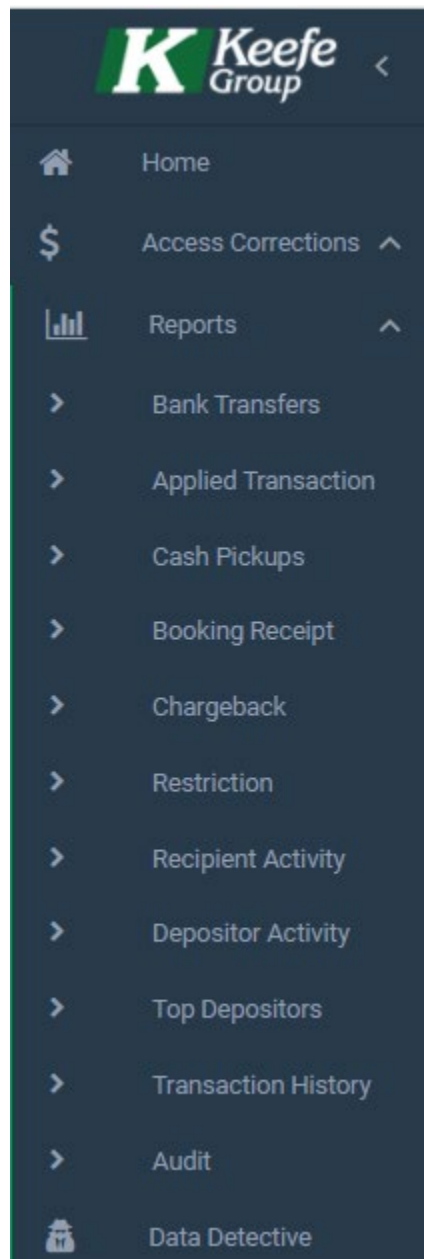 K Keefe
Group
Home
Access Corrections
Reports
Bank Transfers
Applied Transaction
Cash Pickups
Booking Receipt
Chargeback
Restriction
Recipient Activity
Depositor Activity
Top Depositors
Transaction History
Audit
Data Detective